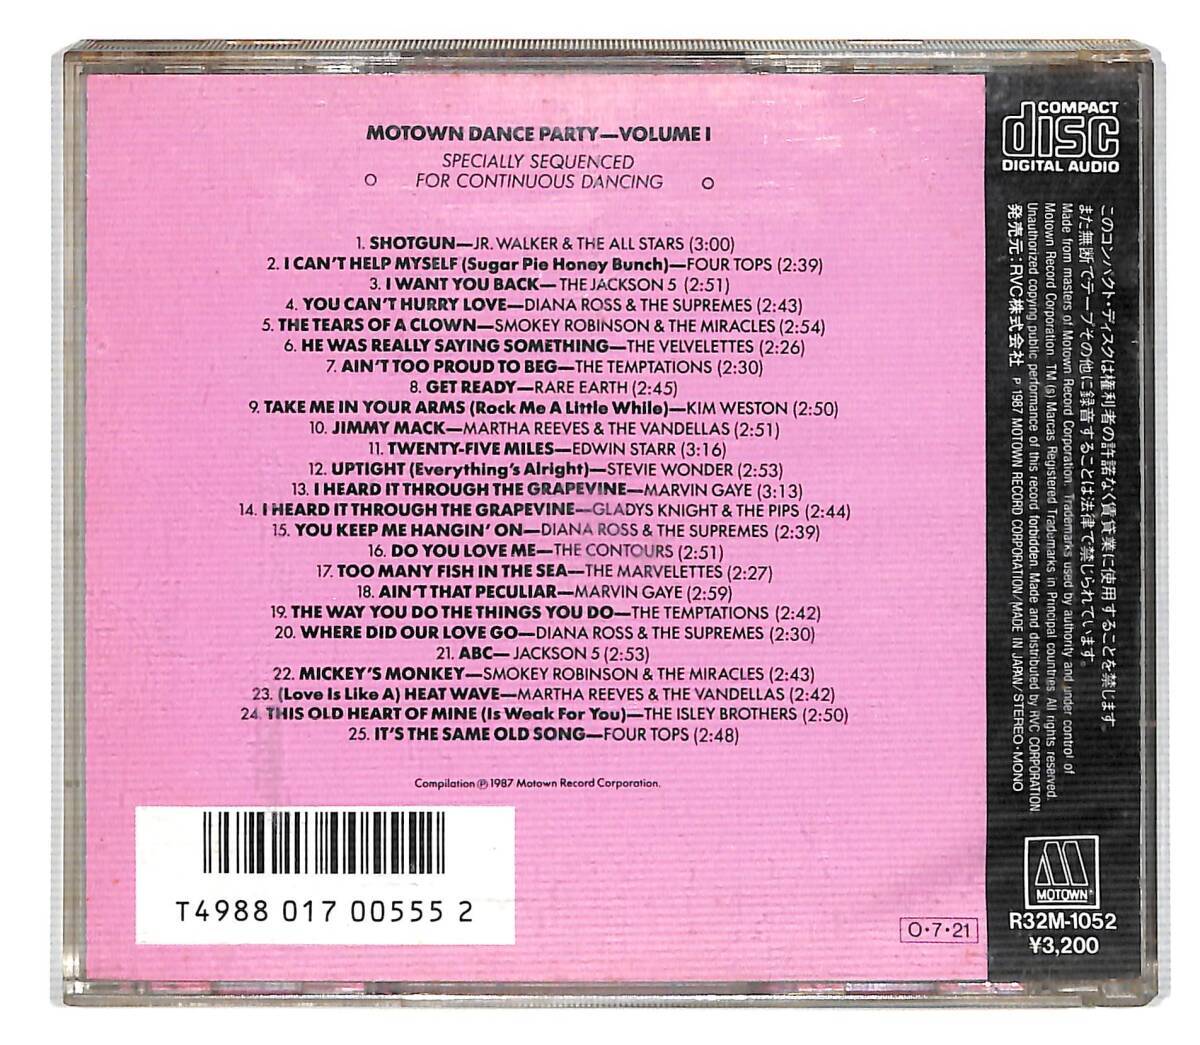 MOTOWN DANCE PARTY—VOLUME I
SPECIALLY SEQUENCED
FOR CONTINUOUS DANCING
1. SHOTGUN—JR. WALKER & THE ALL STARS (3:00)
2. I CAN'T HELP MYSELF (Sugar Pie Honey Bunch)—FOUR TOPS (2:39)
3. I WANT YOU BACK—THE JACKSON 5 (2:51)
4. YOU CAN'T HURRY LOVE—DIANA ROSS & THE SUPREMES (2:43)
5. THE TEARS OF A CLOWN—SMOKEY ROBINSON & THE MIRACLES (2:54)
6. HE WAS REALLY SAYING SOMETHING—THE VELVELETTES (2:26)
7. AIN'T TOO PROUD TO BEG—THE TEMPTATIONS (2:30)
8. GET READY—RARE EARTH (2:45)
9. TAKE ME IN YOUR ARMS (Rock Me A Little While)—KIM WESTON (2:50)
10. JIMMY MACK—MARTHA REEVES & THE VANDELLAS (2:51)
11. TWENTY-FIVE MILES—EDWIN STARR (3:16)
12. UPTIGHT (Everything's Alright)—STEVIE WONDER (2:53)
13. I HEARD IT THROUGH THE GRAPEVINE—MARVIN GAYE (3:13)
14. I HEARD IT THROUGH THE GRAPEVINE—GLADYS KNIGHT & THE PIPS (2:44)
15. YOU KEEP ME HANGIN' ON—DIANA ROSS & THE SUPREMES (2:39)
16. DO YOU LOVE ME—THE CONTOURS (2:51)
17. TOO MANY FISH IN THE SEA—THE MARVELETTES (2:27)
18. AIN'T THAT PECULIAR—MARVIN GAYE (2:59)
19. THE WAY YOU DO THE THINGS YOU DO—THE TEMPTATIONS (2:42)
20. WHERE DID OUR LOVE GO—DIANA ROSS & THE SUPREMES (2:30)
21. ABC—JACKSON 5 (2:53)
22. MICKEY'S MONKEY—SMOKEY ROBINSON & THE MIRACLES (2:43)
23. (Love Is Like A) HEAT WAVE—MARTHA REEVES & THE VANDELLAS (2:42)
24. THIS OLD HEART OF MINE (Is Weak For You)—THE ISLEY BROTHERS (2:50)
25. IT'S THE SAME OLD SONG—FOUR TOPS (2:48)
Compilation ℗ 1987 Motown Record Corporation.
T4988 017 00555 2
O・7・21
COMPACT
disc
DIGITAL AUDIO
このコンパクト・ディスクは権利者の許諾なく賃貸業に使用することを禁じます。
また無断でテープその他に録音することは法律で禁じられています。
Made from masters of Motown Record Corporation. Trademarks used by authority and under control of
Motown Record Corporation. TM (s) Marcas Registered Trademarks in Principal countries. All rights reserved.
Unauthorized copying, public performance of this record forbidden. Made and distributed by RVC CORPORATION.
発売元：RVC株式会社 P 1987 MOTOWN RECORD CORPORATION/MADE IN JAPAN/STEREO・MONO
MOTOWN
R32M-1052
¥3,200